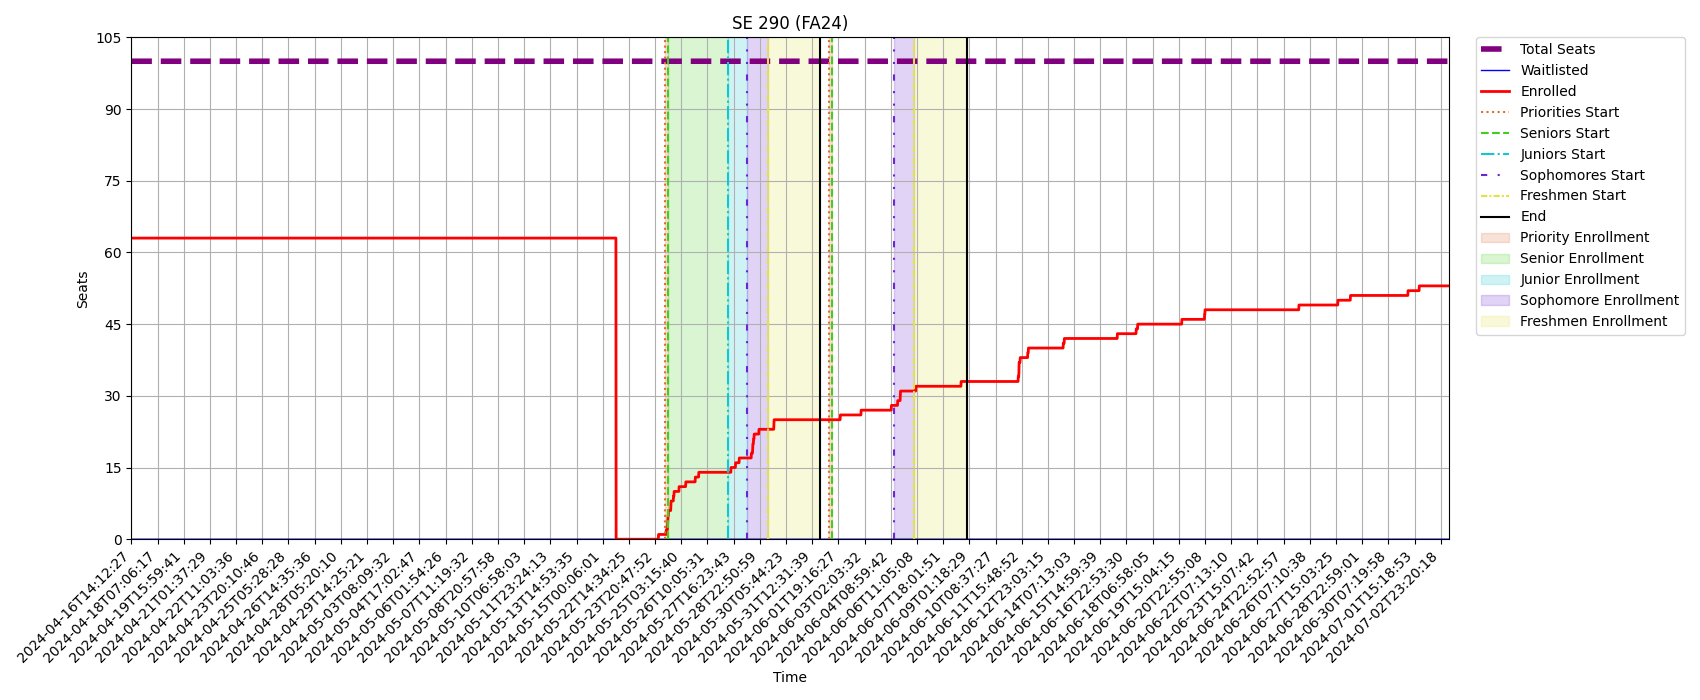 SE 290 (FA24)
105
90
75
60
45
30
15
0
Seats
2024-04-16T14:12:27
2024-04-18T07:06:17
2024-04-19T15:59:41
2024-04-21T01:37:29
2024-04-22T11:03:36
2024-04-23T20:10:46
2024-04-25T05:28:28
2024-04-26T14:35:36
2024-04-28T05:20:10
2024-04-29T14:25:21
2024-05-03T08:09:32
2024-05-04T17:02:47
2024-05-06T01:54:26
2024-05-07T11:19:32
2024-05-08T20:57:58
2024-05-10T06:58:03
2024-05-11T23:24:13
2024-05-13T14:53:35
2024-05-15T00:06:01
2024-05-22T14:34:25
2024-05-23T20:47:52
2024-05-25T03:15:40
2024-05-26T10:05:31
2024-05-27T16:23:43
2024-05-28T22:50:59
2024-05-30T05:44:23
2024-05-31T12:31:39
2024-06-01T19:16:27
2024-06-03T02:03:32
2024-06-04T08:59:42
2024-06-06T11:05:08
2024-06-07T18:01:51
2024-06-09T01:18:29
2024-06-10T08:37:27
2024-06-11T15:48:52
2024-06-12T23:03:15
2024-06-14T07:13:03
2024-06-15T14:59:39
2024-06-16T22:53:30
2024-06-18T06:58:05
2024-06-19T15:04:15
2024-06-20T22:55:08
2024-06-22T07:13:10
2024-06-23T15:07:42
2024-06-24T22:52:57
2024-06-26T07:10:38
2024-06-27T15:03:25
2024-06-28T22:59:01
2024-06-30T07:19:58
2024-07-01T15:18:53
2024-07-02T23:20:18
Time
Total Seats
Waitlisted
Enrolled
Priorities Start
Seniors Start
Juniors Start
Sophomores Start
Freshmen Start
End
Priority Enrollment
Senior Enrollment
Junior Enrollment
Sophomore Enrollment
Freshmen Enrollment